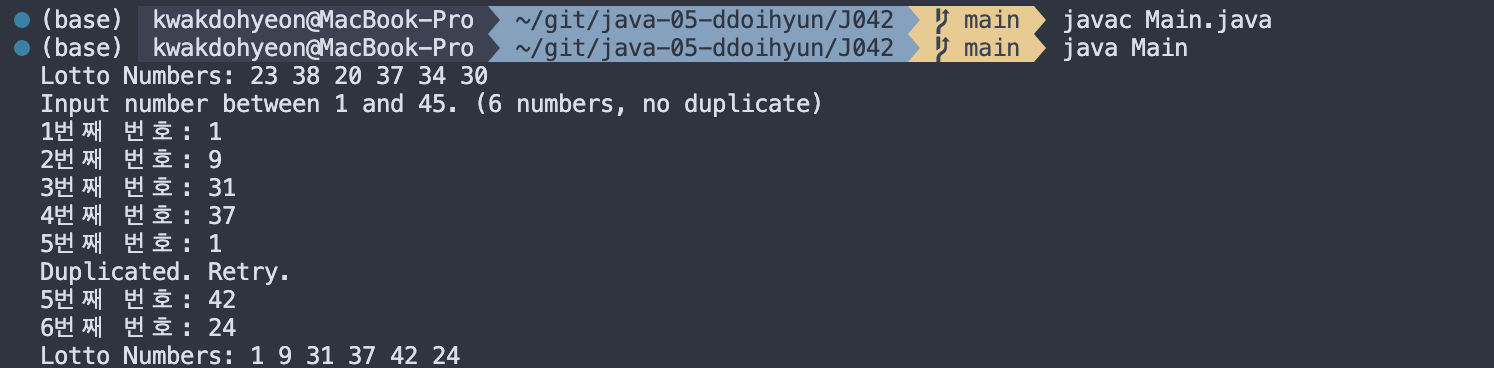 (base) kwakdohyeon@MacBook-Pro ~/git/java-05-ddoihyun/J042 main javac Main.java
(base) kwakdohyeon@MacBook-Pro ~/git/java-05-ddoihyun/J042 main java Main
Lotto Numbers: 23 38 20 37 34 30
Input number between 1 and 45. (6 numbers, no duplicate)
1번째 번호: 1
2번째 번호: 9
3번째 번호: 31
4번째 번호: 37
5번째 번호: 1
Duplicated. Retry.
5번째 번호: 42
6번째 번호: 24
Lotto Numbers: 1 9 31 37 42 24